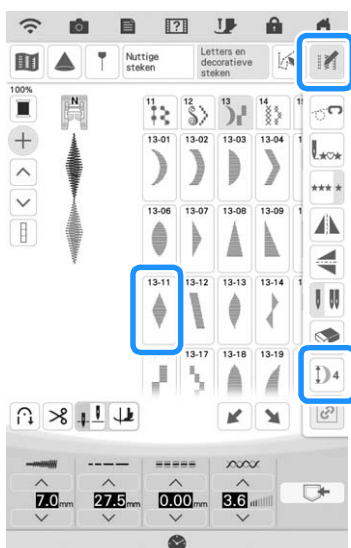 Nuttige
steken
Letters en
decoratieve
steken
100%
N
11 12 13 14
13-01 13-02 13-03 13-04
13-06 13-07 13-08 13-09
13-11 13-12 13-13 13-14
13-17 13-18 13-19
4
7.0mm 27.5mm 0.00mm 3.6